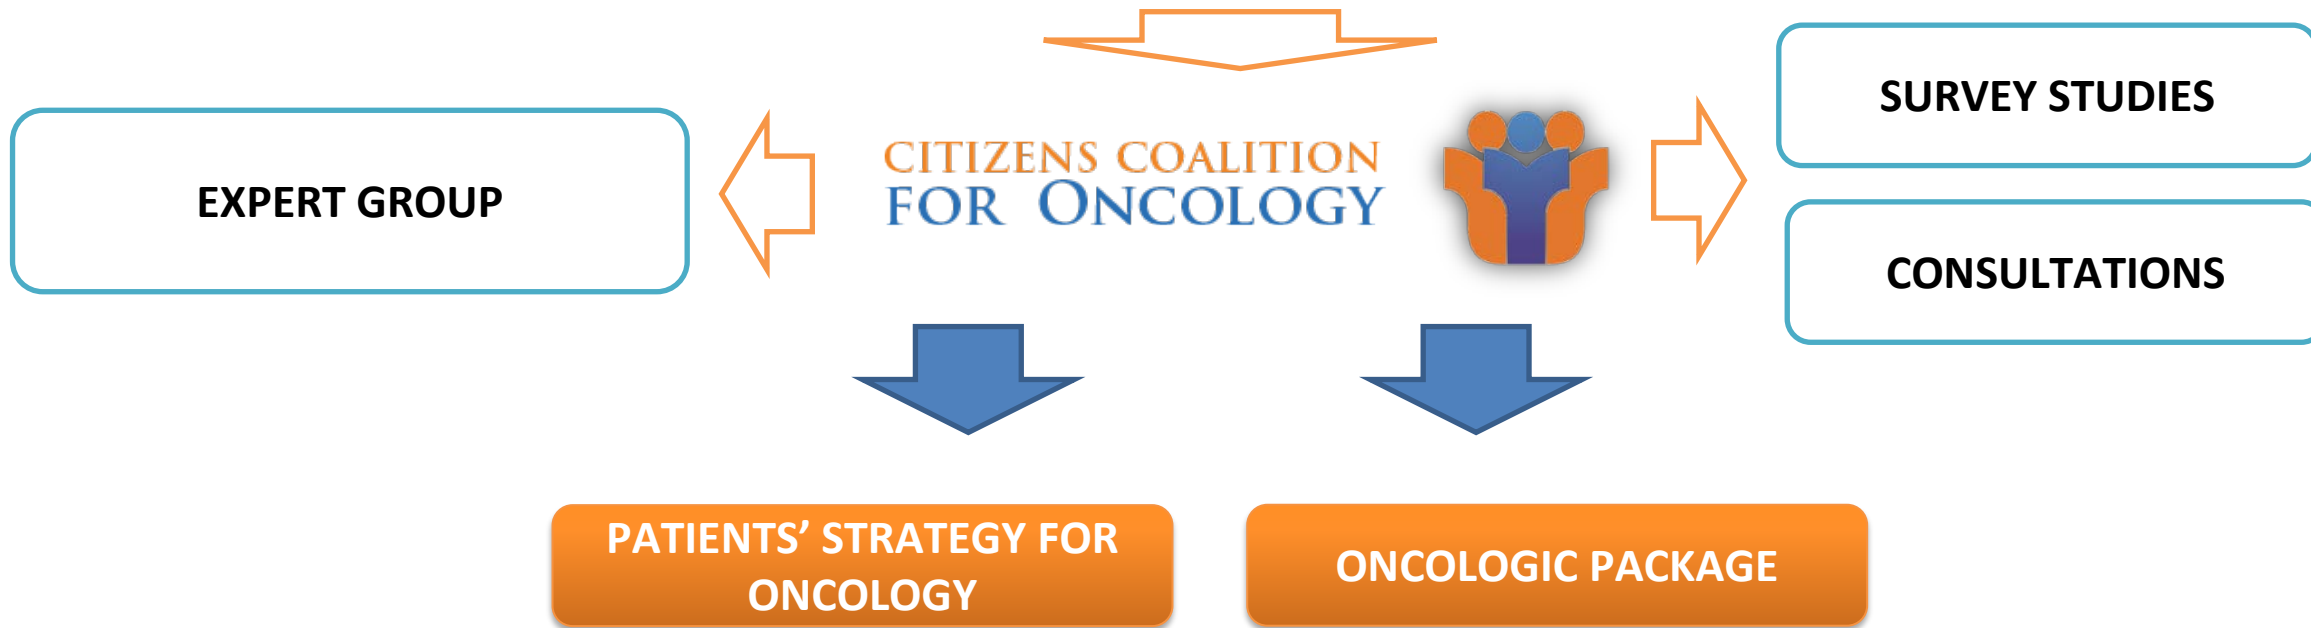 SURVEY STUDIES
EXPERT GROUP
CITIZENS COALITION
FOR ONCOLOGY
CONSULTATIONS
PATIENTS’ STRATEGY FOR
ONCOLOGY
ONCOLOGIC PACKAGE